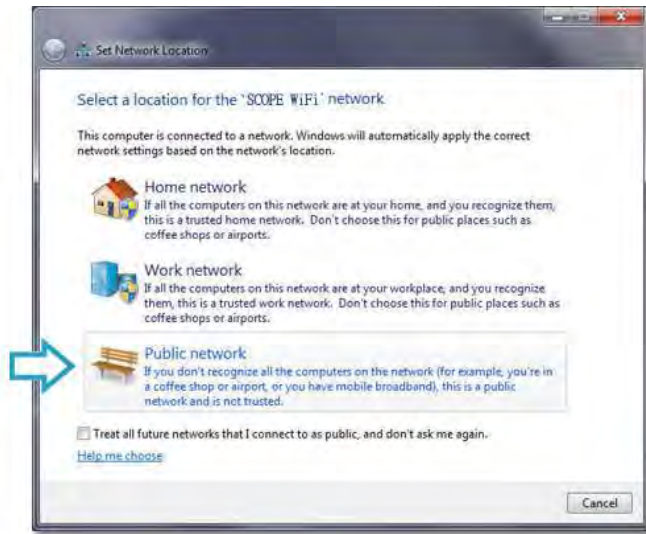 Set Network Location
Select a location for the `SCOPE WiFi' network
This computer is connected to a network. Windows will automatically apply the correct
network settings based on the network's location.
Home network
If all the computers on this network are at your home, and you recognize them,
this is a trusted home network. Don't choose this for public places such as
coffee shops or airports.
Work network
If all the computers on this network are at your workplace, and you recognize
them, this is a trusted work network. Don't choose this for public places such as
coffee shops or airports.
Public network
If you don't recognize all the computers on the network (for example, you're in
a coffee shop or airport, or you have mobile broadband), this is a public
network and is not trusted.
Treat all future networks that I connect to as public, and don't ask me again.
Help me choose
Cancel